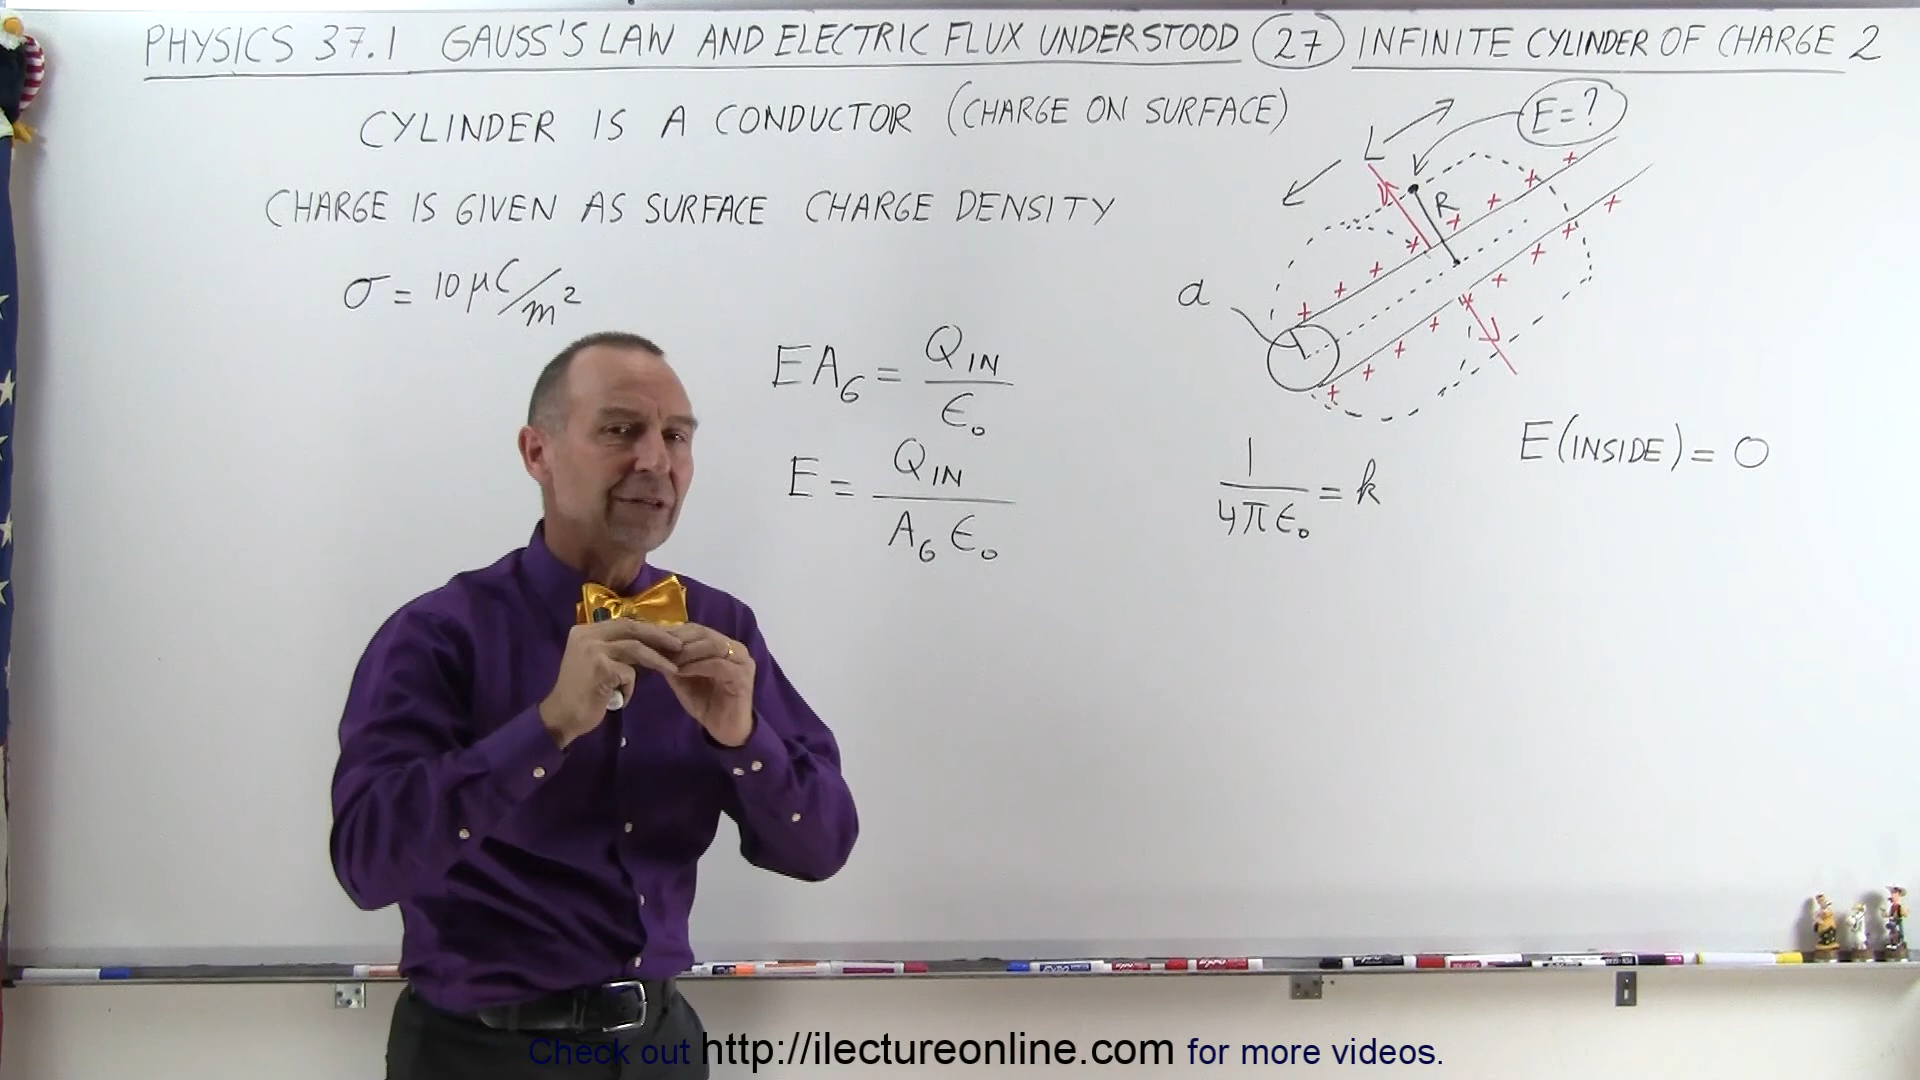 PHYSICS 37.1 GAUSS'S LAW AND ELECTRIC FLUX UNDERSTOOD 27 INFINITE CYLINDER OF CHARGE 2
CYLINDER IS A CONDUCTOR (CHARGE ON SURFACE)
E=?
L
R
CHARGE IS GIVEN AS SURFACE CHARGE DENSITY
σ = 10 μC/m²
a
EA_G = Q_IN / ε₀
E = Q_IN / A_G ε₀
1 / 4πε₀ = k
E(INSIDE) = 0
Check out http://ilectureonline.com for more videos.